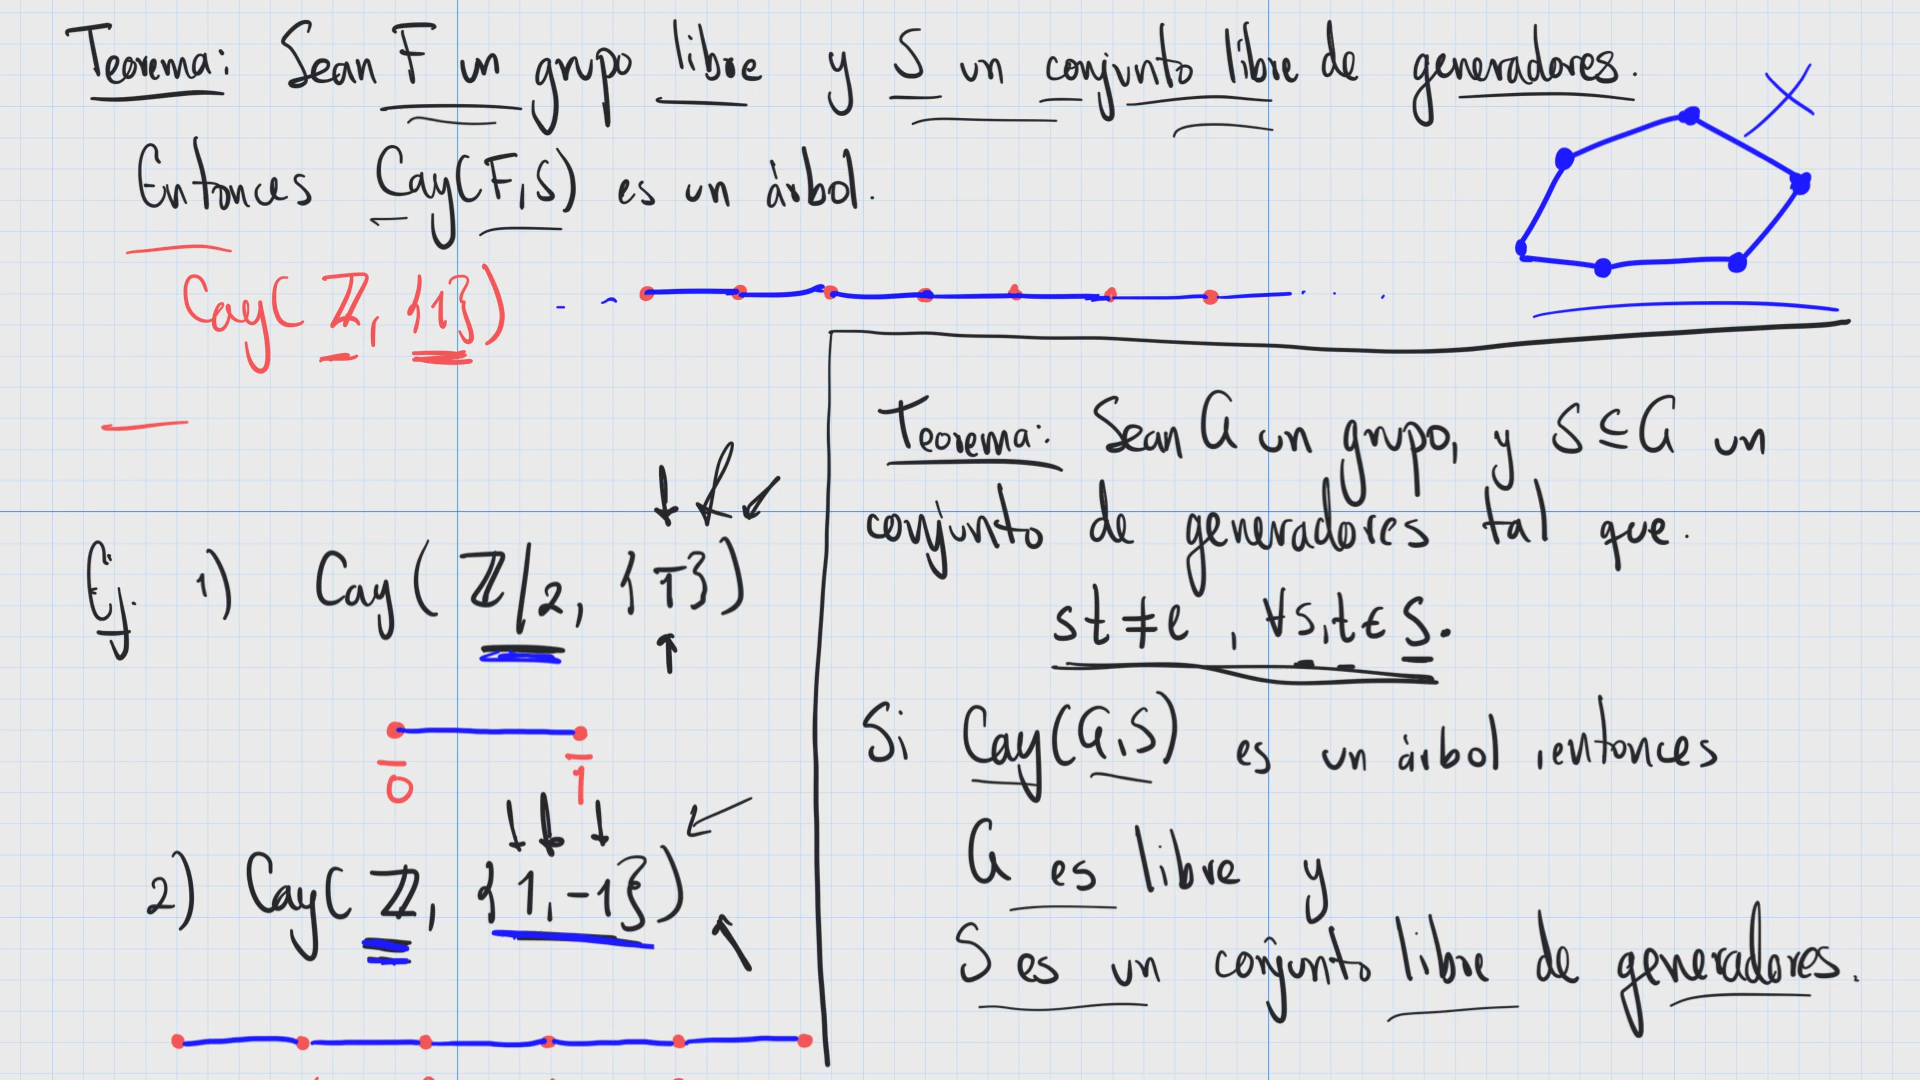 Teorema: Sean F un grupo libre y S un conjunto libre de generadores.
Entonces Cay(F,S) es un árbol.
Cay(ℤ, {1})
Ej. 1) Cay(ℤ/2, {1̅})
0̅ 1̅
2) Cay(ℤ, {1,-1})
Teorema: Sean G un grupo, y S ⊆ G un
conjunto de generadores tal que.
st ≠ e , ∀s,t ∈ S.
Si Cay(G,S) es un árbol, entonces
G es libre y
S es un conjunto libre de generadores.